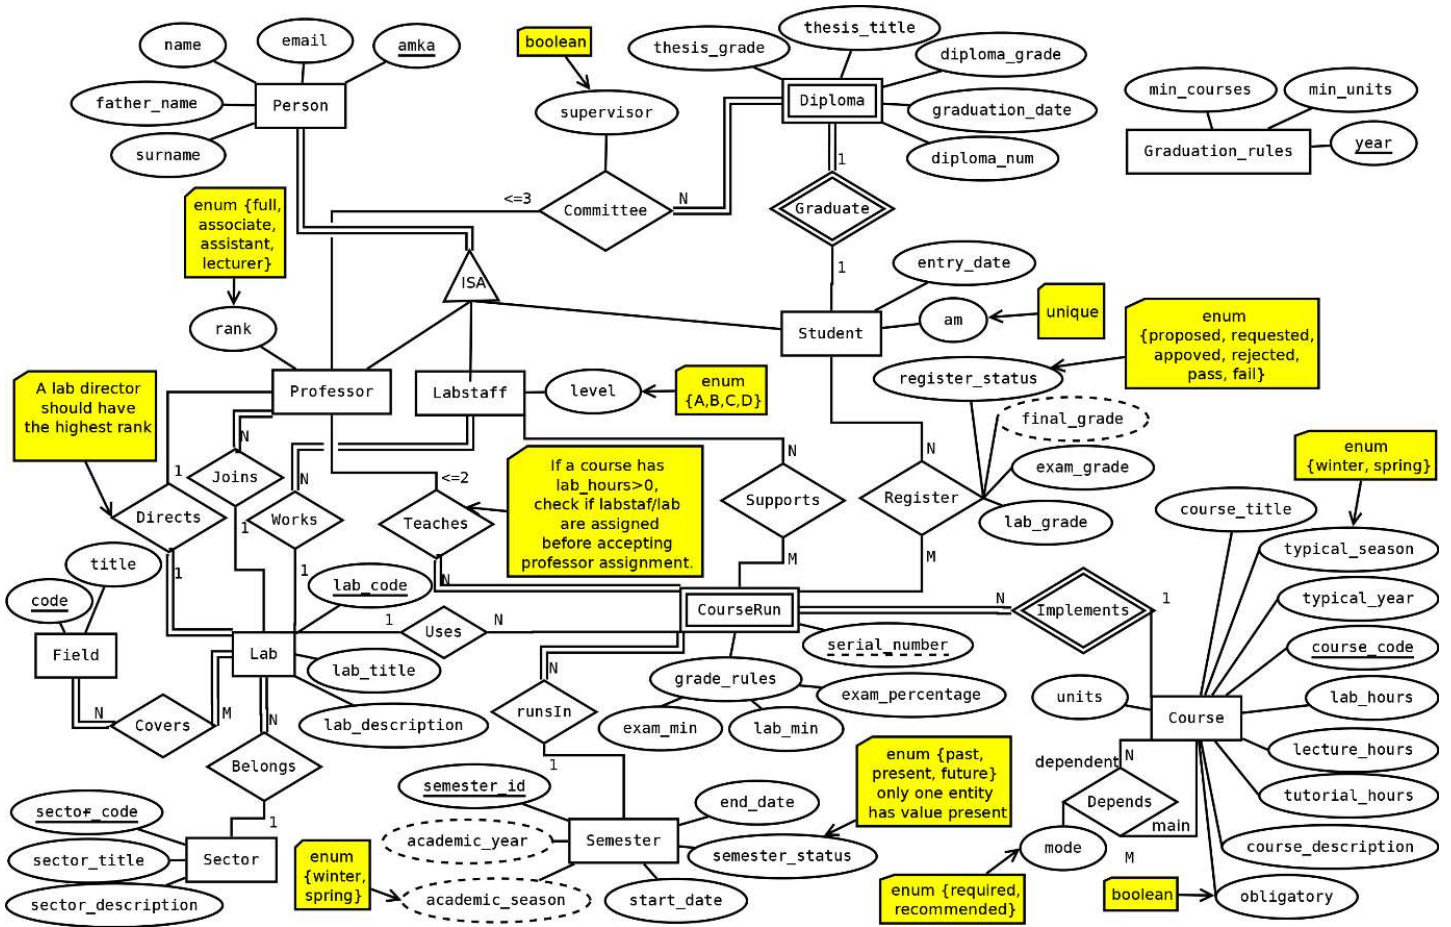 name
email
amka
father_name
Person
surname
boolean
supervisor
thesis_grade
thesis_title
diploma_grade
Diploma
graduation_date
diploma_num
min_courses
min_units
Graduation_rules
year
enum {full,
associate,
assistant,
lecturer}
<=3
Committee
N
1
Graduate
1
ISA
rank
entry_date
am
unique
Student
enum
{proposed, requested,
appoved, rejected,
pass, fail}
A lab director
should have
the highest rank
Professor
Labstaff
level
enum
{A,B,C,D}
register_status
final_grade
exam_grade
lab_grade
enum
{winter, spring}
N
Joins
1
1
Directs
1
N
Works
1
<=2
Teaches
N
If a course has
lab_hours>0,
check if labstaf/lab
are assigned
before accepting
professor assignment.
N
Supports
M
N
Register
M
course_title
typical_season
typical_year
course_code
lab_hours
lecture_hours
tutorial_hours
course_description
obligatory
units
Course
title
code
Field
lab_code
Lab
lab_title
lab_description
1
Uses
N
CourseRun
serial_number
grade_rules
exam_percentage
exam_min
lab_min
N
Implements
1
N
Covers
M
N
Belongs
1
N
runsIn
1
dependent
N
Depends
main
M
mode
enum {required,
recommended}
boolean
sector_code
sector_title
Sector
sector_description
semester_id
academic_year
academic_season
Semester
end_date
semester_status
start_date
enum
{winter,
spring}
enum {past,
present, future}
only one entity
has value present